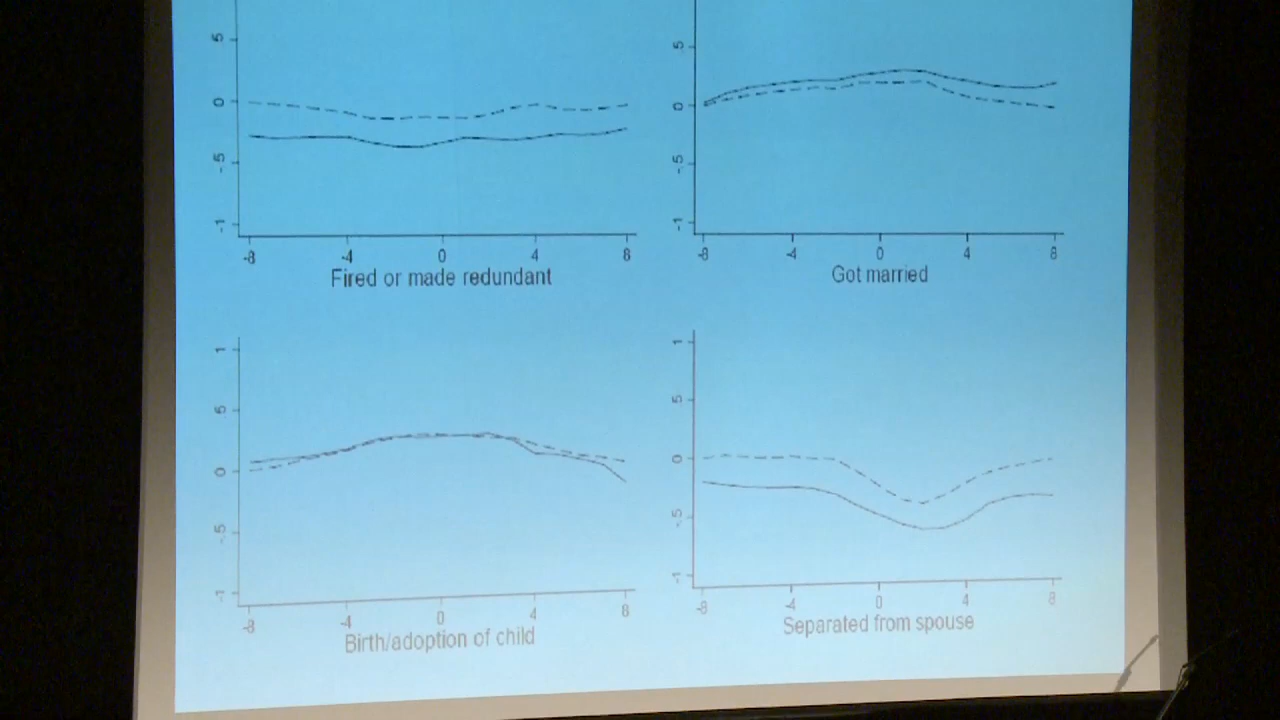 .5
0
-.5
-1
-8 -4 0 4 8
Fired or made redundant
.5
0
-.5
-1
-8 -4 0 4 8
Got married
1
.5
0
-.5
-1
-8 -4 0 4 8
Birth/adoption of child
1
.5
0
-.5
-1
-8 -4 0 4 8
Separated from spouse